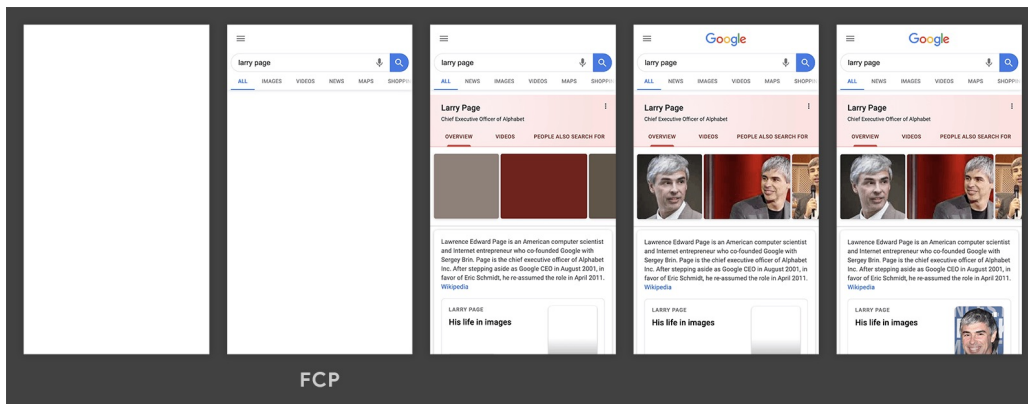 larry page
ALL IMAGES VIDEOS NEWS MAPS SHOPPIN
larry page
ALL NEWS IMAGES VIDEOS MAPS SHOPPIN
Larry Page
Chief Executive Officer of Alphabet
OVERVIEW VIDEOS PEOPLE ALSO SEARCH FOR
Lawrence Edward Page is an American computer scientist
and Internet entrepreneur who co-founded Google with
Sergey Brin. Page is the chief executive officer of Alphabet
Inc. After stepping aside as Google CEO in August 2001, in
favor of Eric Schmidt, he re-assumed the role in April 2011.
Wikipedia
LARRY PAGE
His life in images
Google
larry page
ALL NEWS IMAGES VIDEOS MAPS SHOPPIN
Larry Page
Chief Executive Officer of Alphabet
OVERVIEW VIDEOS PEOPLE ALSO SEARCH FOR
Lawrence Edward Page is an American computer scientist
and Internet entrepreneur who co-founded Google with
Sergey Brin. Page is the chief executive officer of Alphabet
Inc. After stepping aside as Google CEO in August 2001, in
favor of Eric Schmidt, he re-assumed the role in April 2011.
Wikipedia
LARRY PAGE
His life in images
Google
larry page
ALL NEWS IMAGES VIDEOS MAPS SHOPPIN
Larry Page
Chief Executive Officer of Alphabet
OVERVIEW VIDEOS PEOPLE ALSO SEARCH FOR
Lawrence Edward Page is an American computer scientist
and Internet entrepreneur who co-founded Google with
Sergey Brin. Page is the chief executive officer of Alphabet
Inc. After stepping aside as Google CEO in August 2001, in
favor of Eric Schmidt, he re-assumed the role in April 2011.
Wikipedia
LARRY PAGE
His life in images
FCP